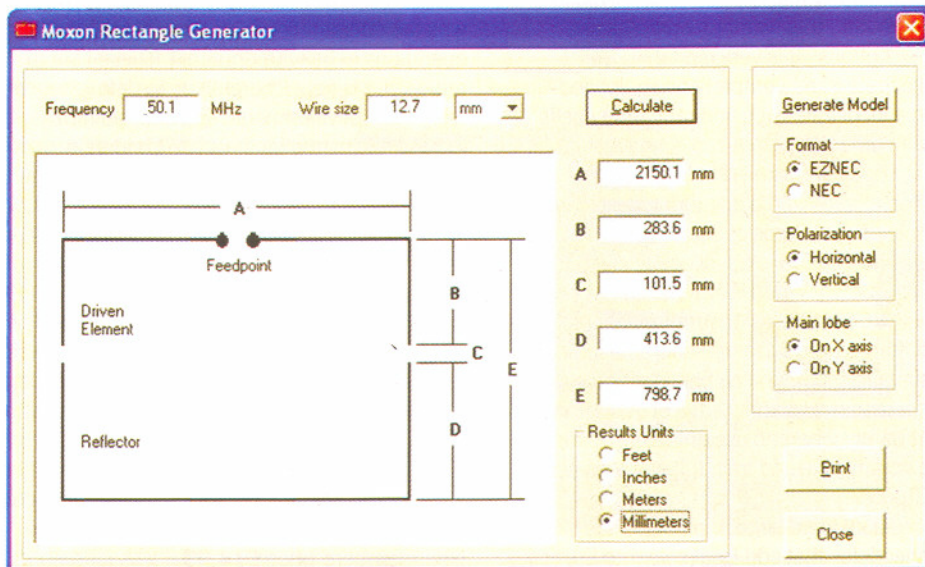 Moxon Rectangle Generator
Frequency .50.1 MHz Wire size 12.7 mm Calculate
Generate Model
Format
EZNEC
NEC
Polarization
Horizontal
Vertical
Main lobe
On X axis
On Y axis
A
Feedpoint
Driven
Element
Reflector
B
C
D
E
A 2150.1 mm
B 283.6 mm
C 101.5 mm
D 413.6 mm
E 798.7 mm
Results Units
Feet
Inches
Meters
Millimeters
Print
Close